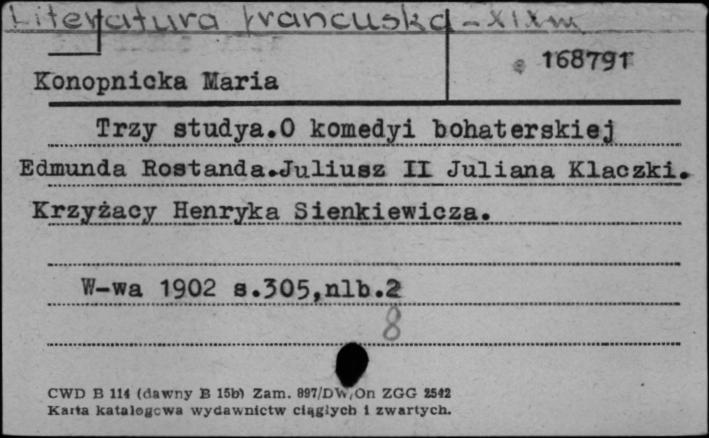 Literatura francuska - XIX w
168791
Konopnicka Maria
Trzy studya.O komedyi bohaterskiej
Edmunda Rostanda.Juliusz II Juliana Klaczki.
Krzyżacy Henryka Sienkiewicza.
W-wa 1902 s.305,nlb.2
8
CWD B 114 (dawny B 15b) Zam. 897/DW/On ZGG 2542
Karta katalogowa wydawnictw ciągłych i zwartych.